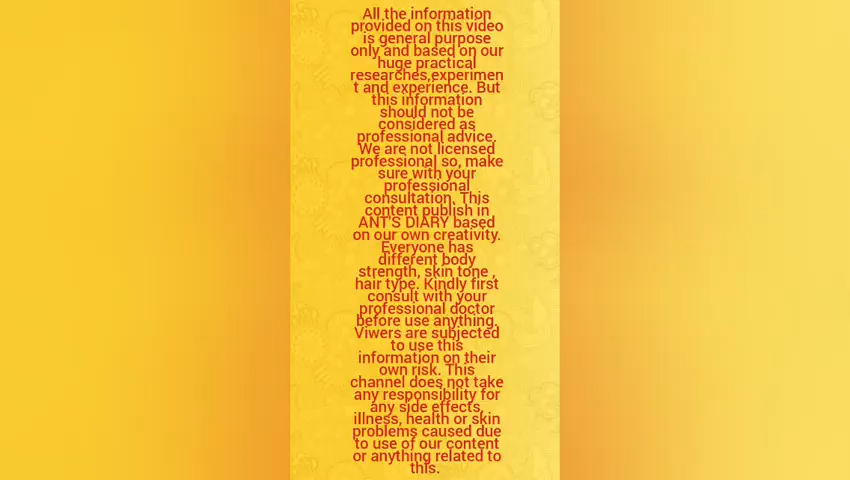 All the information
provided on this video
is general purpose
only and based on our
huge practical
researches,experimen
t and experience. But
this information
should not be
considered as
professional advice.
We are not licensed
professional so, make
sure with your
professional
consultation. This
content publish in
ANT'S DIARY based
on our own creativity.
Everyone has
different body
strength, skin tone ,
hair type. Kindly first
consult with your
professional doctor
before use anything.
Viwers are subjected
to use this
information on their
own risk. This
channel does not take
any responsibility for
any side effects,
illness, health or skin
problems caused due
to use of our content
or anything related to
this.